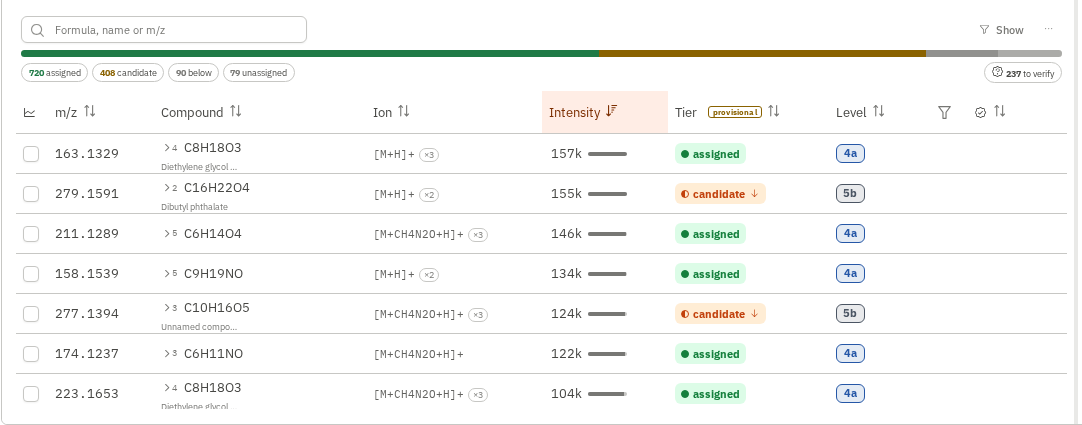 Formula, name or m/z
Show ...
720 assigned 408 candidate 90 below 79 unassigned 237 to verify
m/z Compound Ion Intensity Tier provisional Level
163.1329 4 C8H18O3 [M+H]+ ×3 157k assigned 4a
Diethylene glycol ...
279.1591 2 C16H22O4 [M+H]+ ×2 155k candidate ↓ 5b
Dibutyl phthalate
211.1289 5 C6H14O4 [M+CH4N2O+H]+ ×3 146k assigned 4a
158.1539 5 C9H19NO [M+H]+ ×2 134k assigned 4a
277.1394 3 C10H16O5 [M+CH4N2O+H]+ ×3 124k candidate ↓ 5b
Unnamed compo...
174.1237 3 C6H11NO [M+CH4N2O+H]+ 122k assigned 4a
223.1653 4 C8H18O3 [M+CH4N2O+H]+ ×3 104k assigned 4a
Diethylene glycol ...